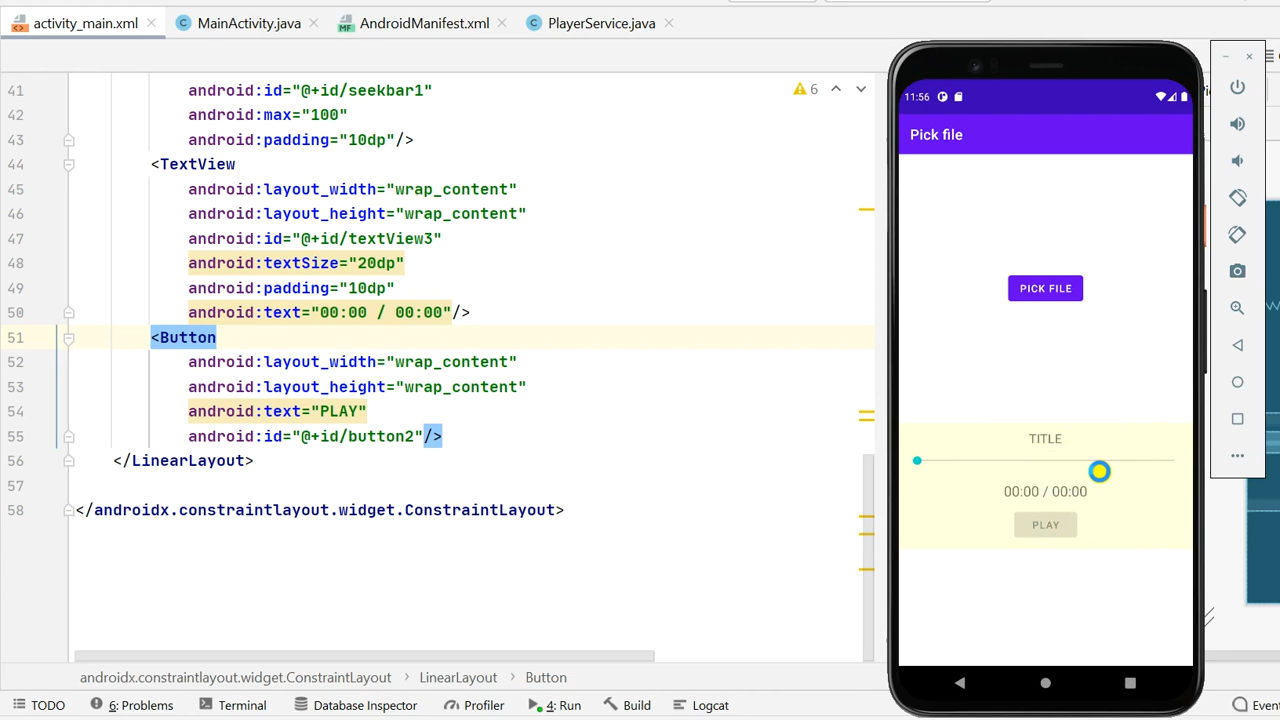 activity_main.xml MainActivity.java AndroidManifest.xml PlayerService.java
41 android:id="@+id/seekbar1"
42 android:max="100"
43 android:padding="10dp"/>
44 <TextView
45 android:layout_width="wrap_content"
46 android:layout_height="wrap_content"
47 android:id="@+id/textView3"
48 android:textSize="20dp"
49 android:padding="10dp"
50 android:text="00:00 / 00:00"/>
51 <Button
52 android:layout_width="wrap_content"
53 android:layout_height="wrap_content"
54 android:text="PLAY"
55 android:id="@+id/button2"/>
56 </LinearLayout>
57
58 </androidx.constraintlayout.widget.ConstraintLayout>
6
androidx.constraintlayout.widget.ConstraintLayout › LinearLayout › Button
TODO 6: Problems Terminal Database Inspector Profiler 4: Run Build Logcat
11:56
Pick file
PICK FILE
TITLE
00:00 / 00:00
PLAY